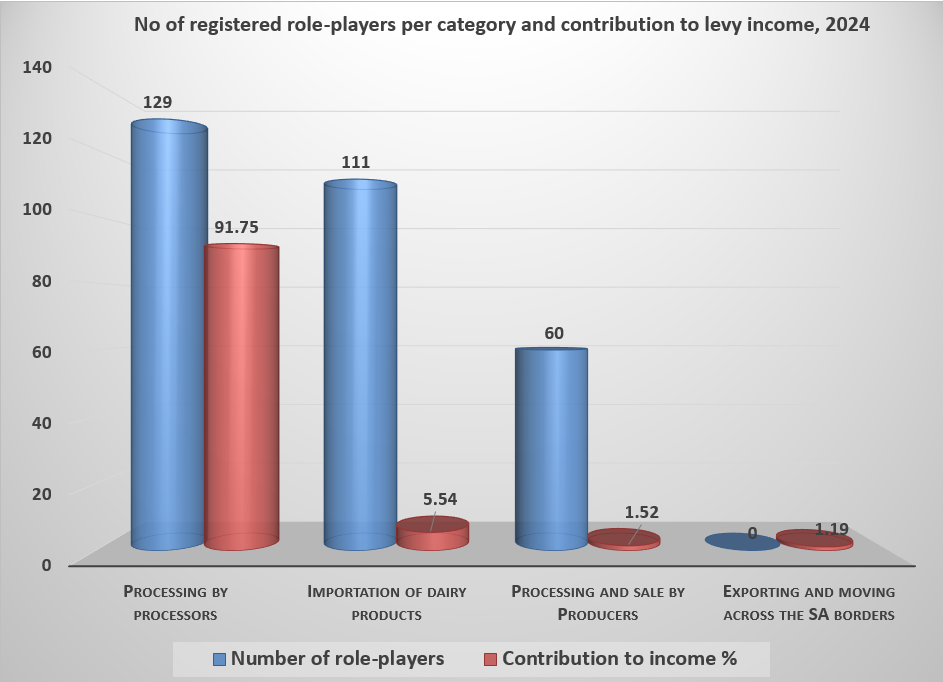 No of registered role-players per category and contribution to levy income, 2024
140
120
100
80
60
40
20
0
129
91.75
111
5.54
60
1.52
0
1.19
Processing by
processors
Importation of dairy
products
Processing and sale by
Producers
Exporting and moving
across the SA borders
Number of role-players
Contribution to income %